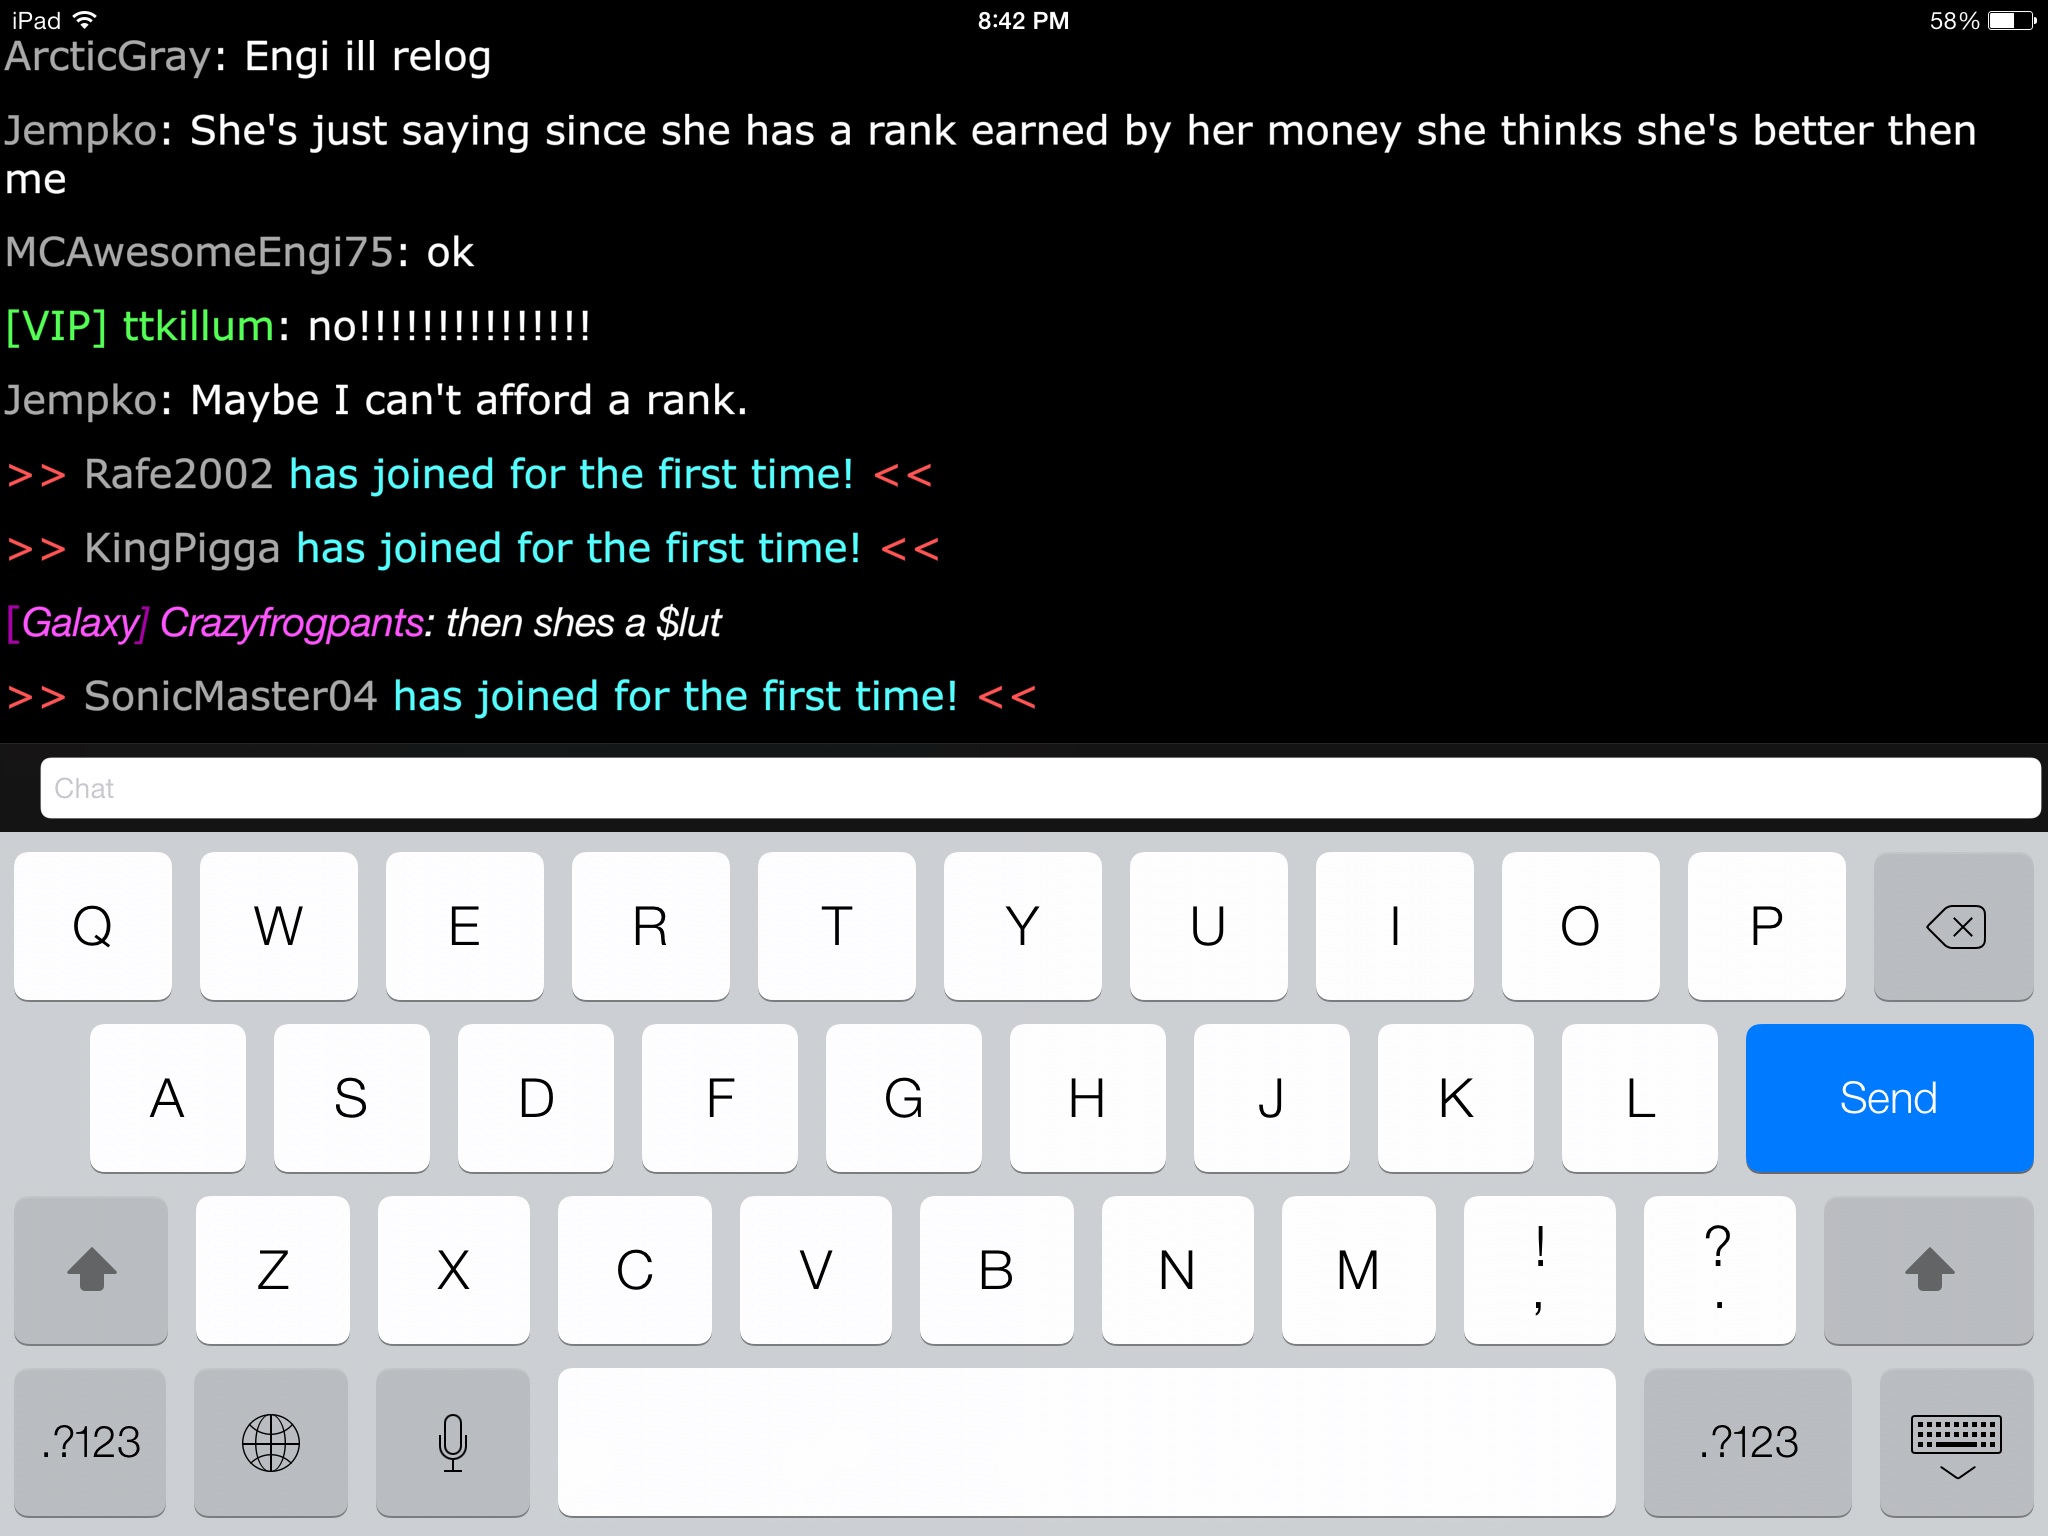 iPad 8:42 PM 58%
ArcticGray: Engi ill relog
Jempko: She's just saying since she has a rank earned by her money she thinks she's better then
me
MCAwesomeEngi75: ok
[VIP] ttkillum: no!!!!!!!!!!!!!!!
Jempko: Maybe I can't afford a rank.
>> Rafe2002 has joined for the first time! <<
>> KingPigga has joined for the first time! <<
[Galaxy] Crazyfrogpants: then shes a $lut
>> SonicMaster04 has joined for the first time! <<
Chat
Q W E R T Y U I O P
A S D F G H J K L Send
Z X C V B N M ! , ? .
.?123 .?123